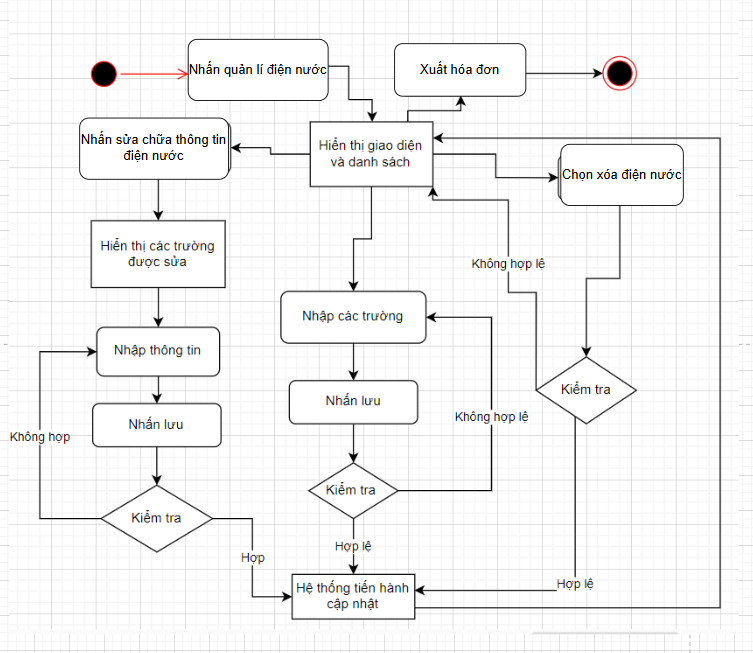 Nhấn quản lí điện nước
Xuất hóa đơn
Nhấn sửa chữa thông tin
điện nước
Hiển thị giao diện
và danh sách
Chọn xóa điện nước
Hiển thị các trường
được sửa
Không hợp lệ
Nhập các trường
Nhập thông tin
Kiểm tra
Nhấn lưu
Nhấn lưu
Không hợp lệ
Không hợp
Kiểm tra
Kiểm tra
Hợp lệ
Hợp
Hợp lệ
Hệ thống tiến hành
cập nhật